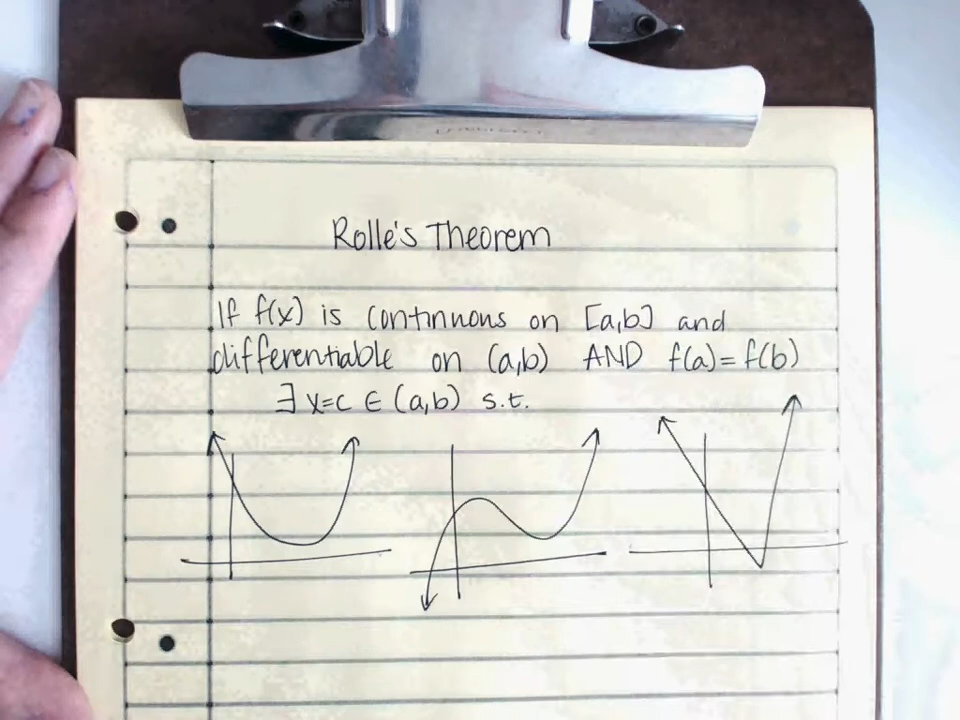 Rolle's Theorem
If f(x) is continuous on [a,b] and
differentiable on (a,b) AND f(a)=f(b)
∃ x=c ∈ (a,b) s.t.